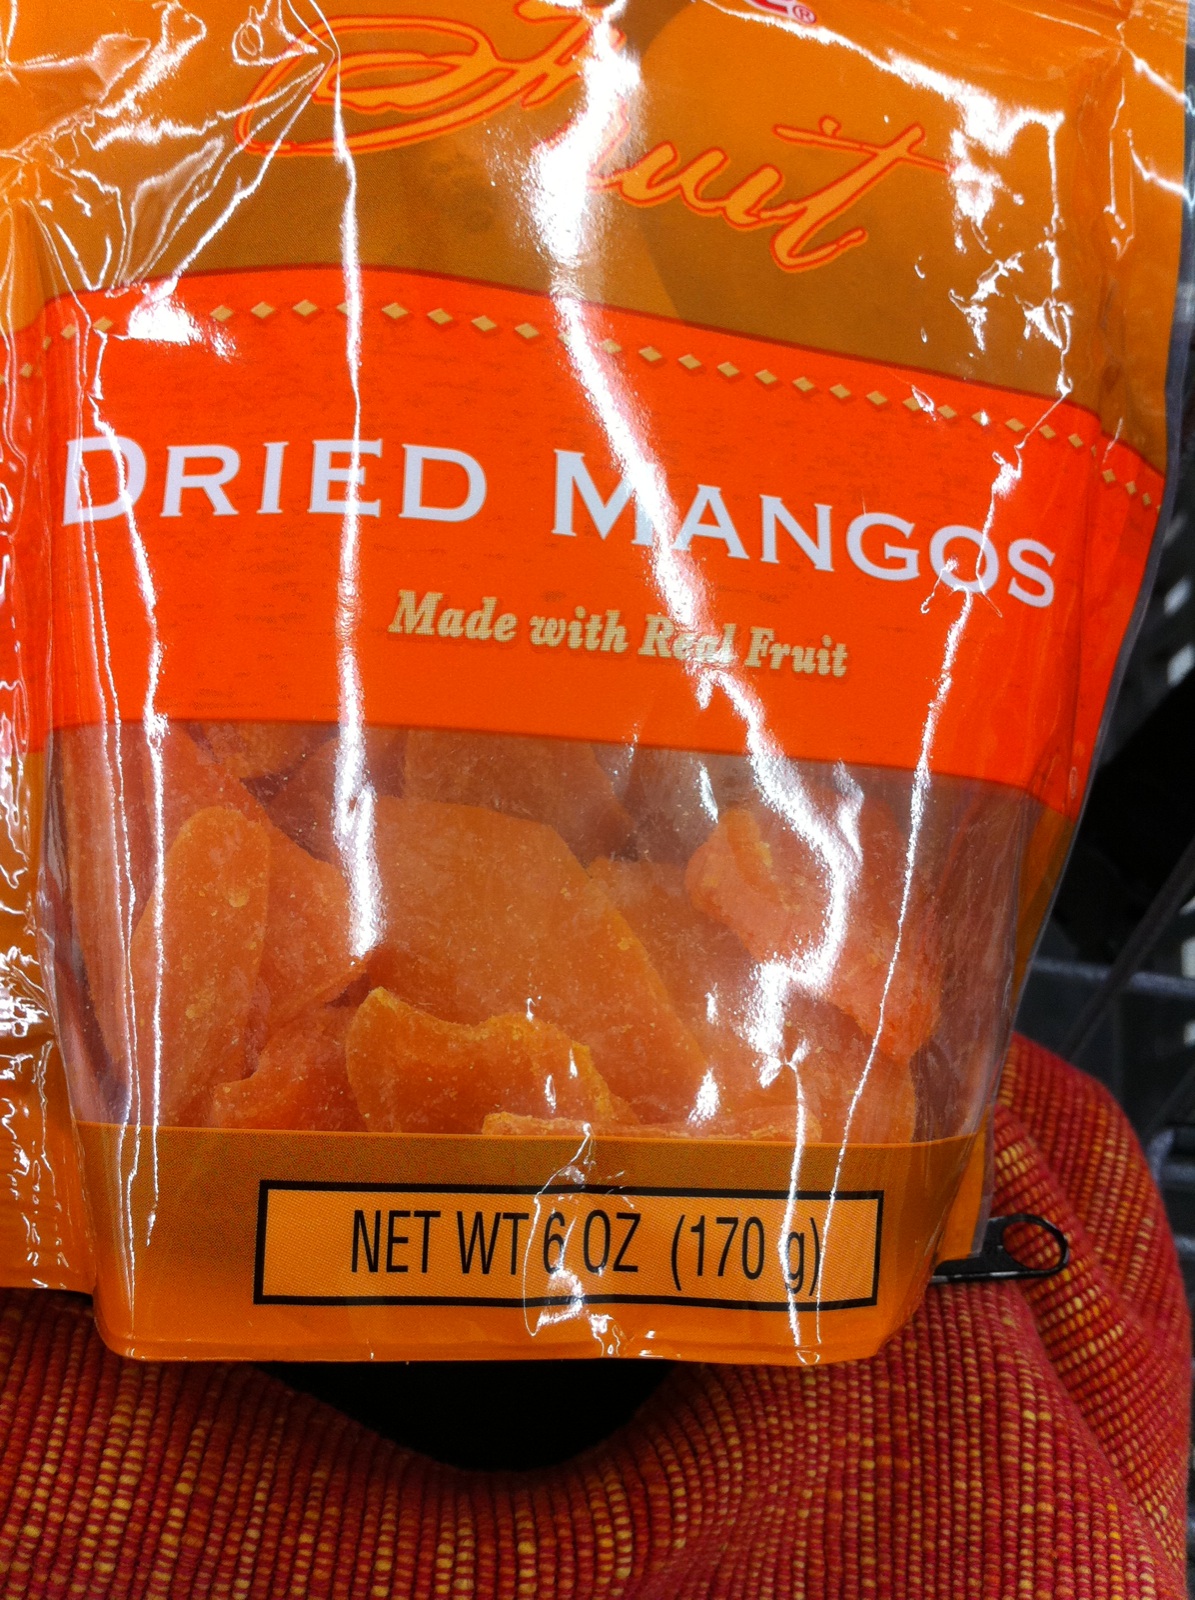 Fruit
DRIED MANGOS
Made with Real Fruit
NET WT 6 OZ (170 g)